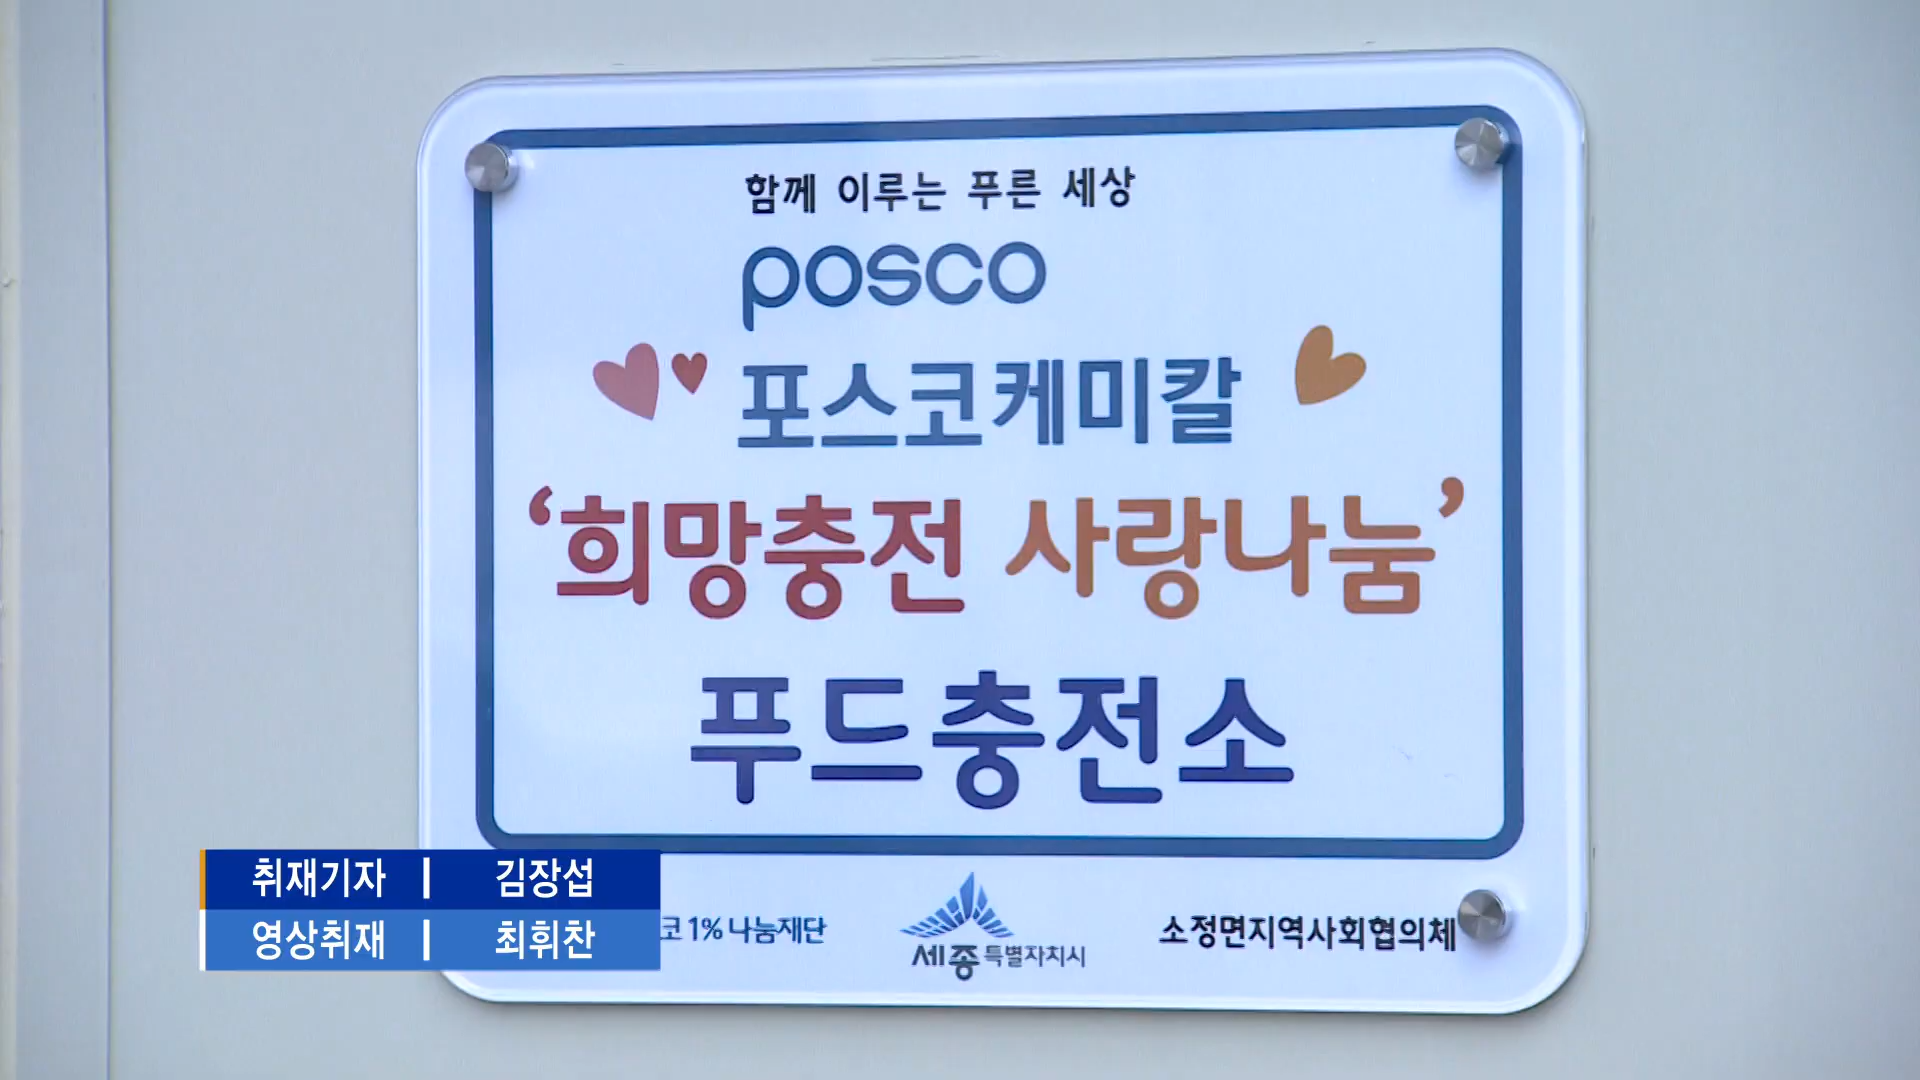 함께 이루는 푸른 세상
posco
포스코케미칼
‘희망충전 사랑나눔’
푸드충전소
취재기자 | 김장섭
영상취재 | 최휘찬
코 1% 나눔재단
세종특별자치시
소정면지역사회협의체